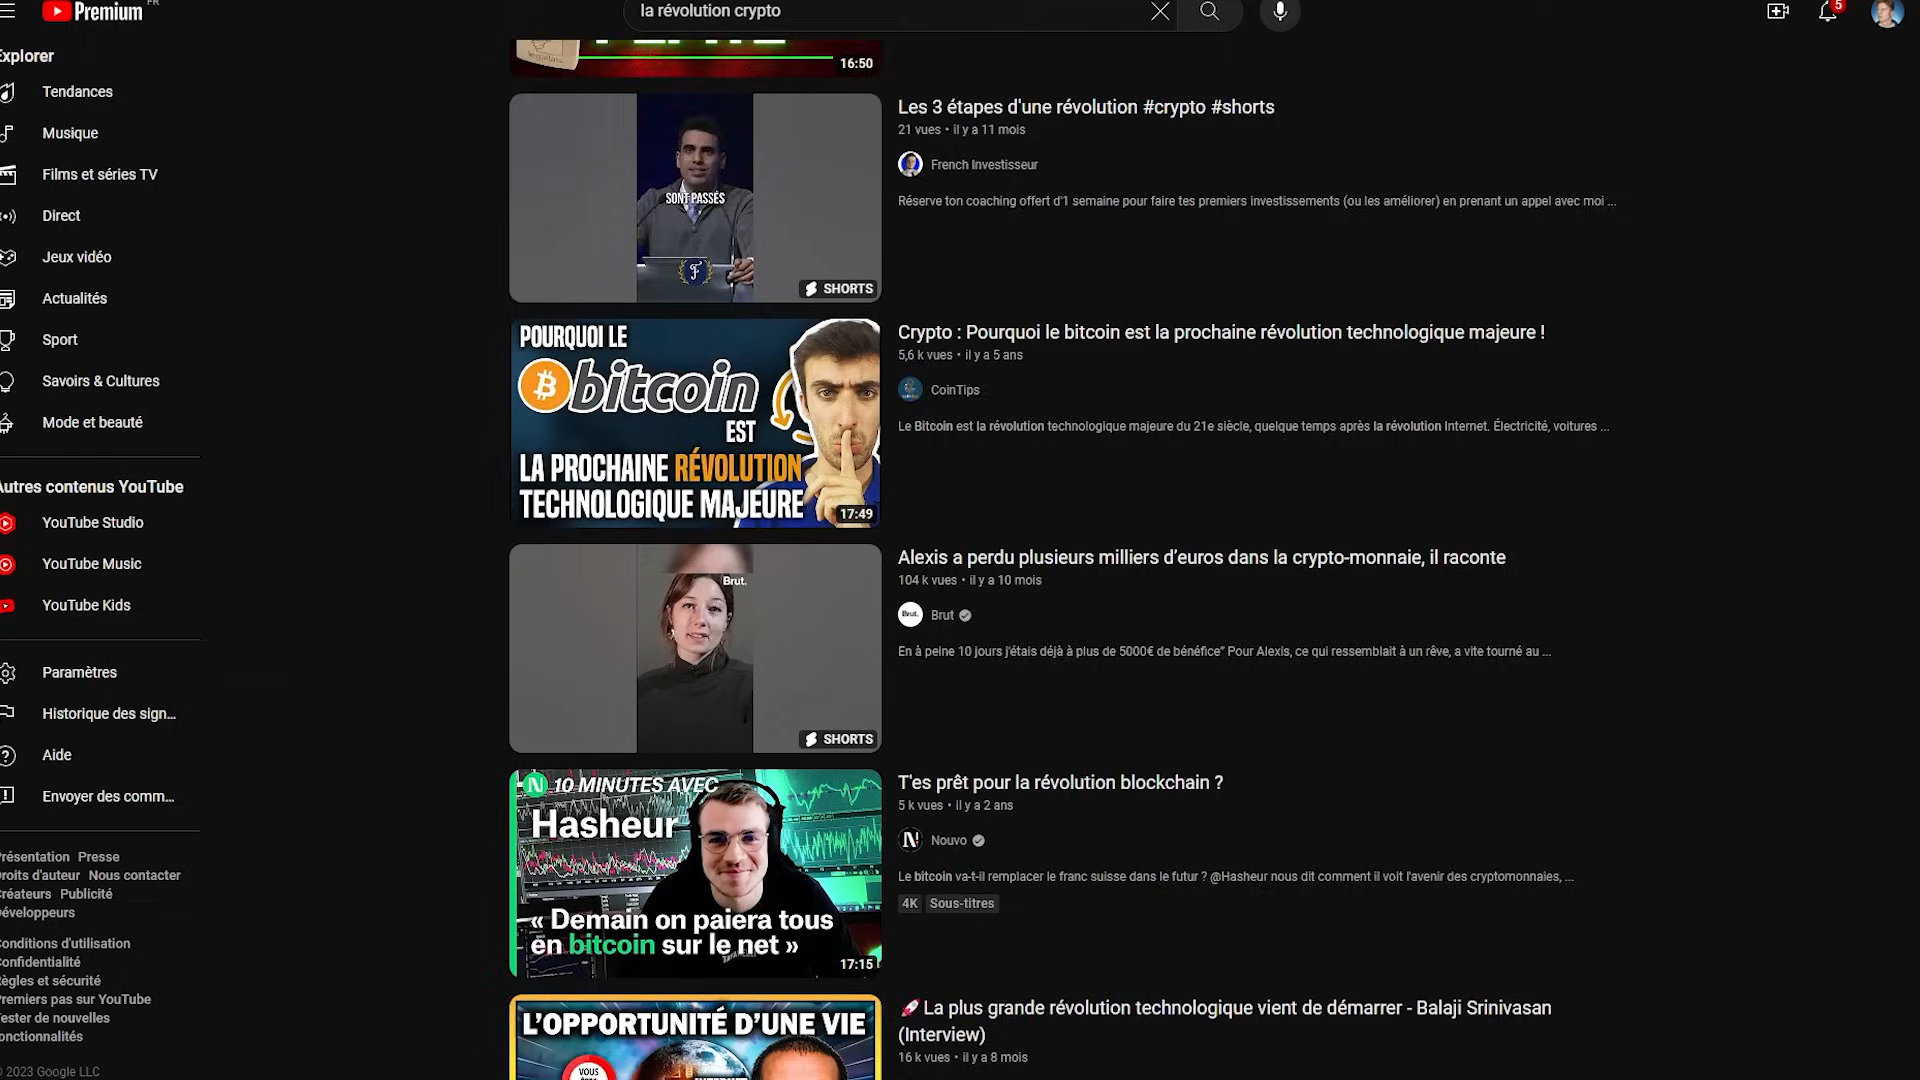 Premium FR
la révolution crypto
5
Explorer
Tendances
Musique
Films et séries TV
Direct
Jeux vidéo
Actualités
Sport
Savoirs & Cultures
Mode et beauté
Autres contenus YouTube
YouTube Studio
YouTube Music
YouTube Kids
Paramètres
Historique des sign...
Aide
Envoyer des comm...
Présentation Presse
Droits d'auteur Nous contacter
Créateurs Publicité
Développeurs
Conditions d'utilisation
Confidentialité
Règles et sécurité
Premiers pas sur YouTube
Tester de nouvelles
fonctionnalités
© 2023 Google LLC
16:50
SONT PASSÉS
SHORTS
Les 3 étapes d'une révolution #crypto #shorts
21 vues • il y a 11 mois
French Investisseur
Réserve ton coaching offert d'1 semaine pour faire tes premiers investissements (ou les améliorer) en prenant un appel avec moi ...
POURQUOI LE
bitcoin
EST
LA PROCHAINE RÉVOLUTION
TECHNOLOGIQUE MAJEURE
17:49
Crypto : Pourquoi le bitcoin est la prochaine révolution technologique majeure !
5,6 k vues • il y a 5 ans
CoinTips
Le Bitcoin est la révolution technologique majeure du 21e siècle, quelque temps après la révolution Internet. Électricité, voitures ...
Brut.
SHORTS
Alexis a perdu plusieurs milliers d’euros dans la crypto-monnaie, il raconte
104 k vues • il y a 10 mois
Brut.
Brut
En à peine 10 jours j'étais déjà à plus de 5000€ de bénéfice” Pour Alexis, ce qui ressemblait à un rêve, a vite tourné au ...
N 10 MINUTES AVEC
Hasheur
« Demain on paiera tous
en bitcoin sur le net »
17:15
T'es prêt pour la révolution blockchain ?
5 k vues • il y a 2 ans
N!
Nouvo
Le bitcoin va-t-il remplacer le franc suisse dans le futur ? @Hasheur nous dit comment il voit l'avenir des cryptomonnaies, ...
4K Sous-titres
L'OPPORTUNITÉ D'UNE VIE
VOUS
🚀 La plus grande révolution technologique vient de démarrer - Balaji Srinivasan
(Interview)
16 k vues • il y a 8 mois